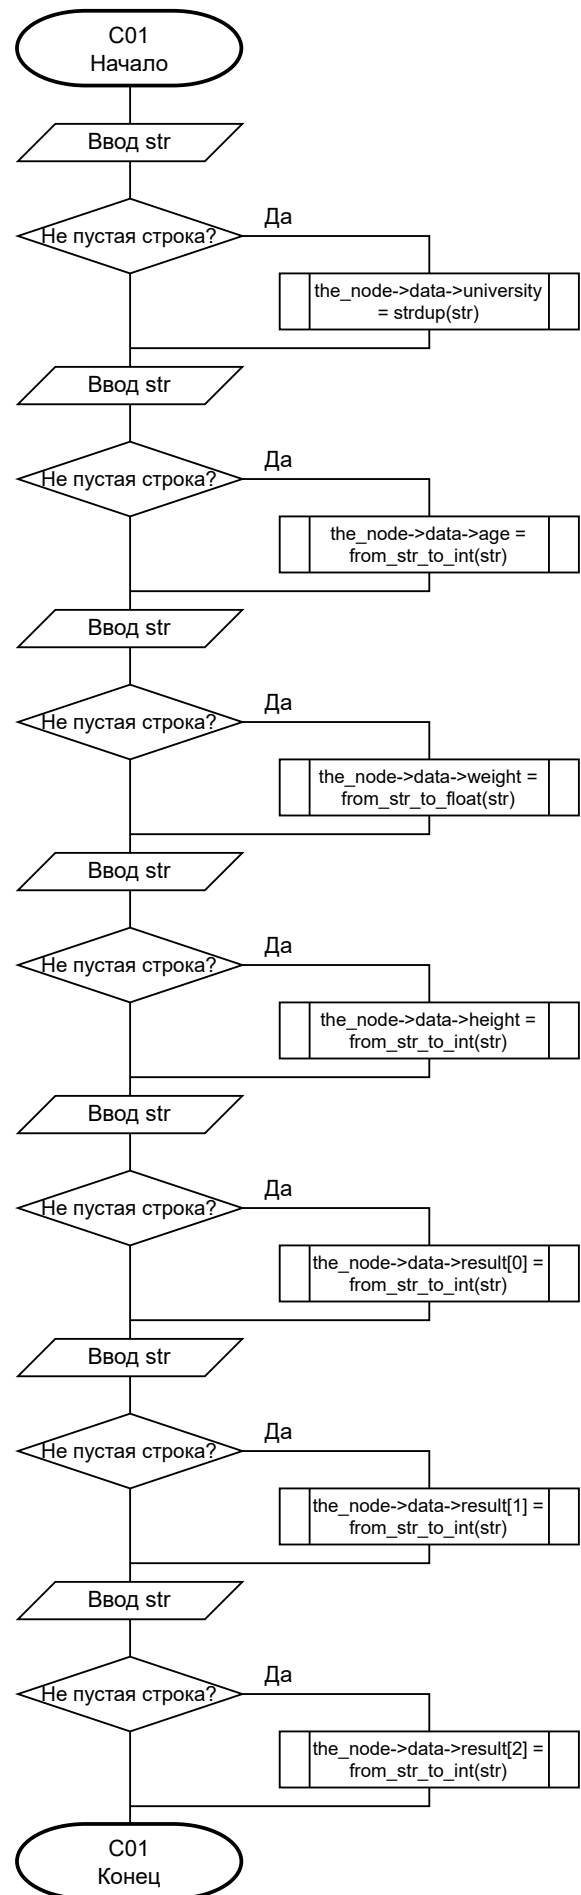 C01
Начало
Ввод str
Не пустая строка?
Да
the_node->data->university
= strdup(str)
Ввод str
Не пустая строка?
Да
the_node->data->age =
from_str_to_int(str)
Ввод str
Не пустая строка?
Да
the_node->data->weight =
from_str_to_float(str)
Ввод str
Не пустая строка?
Да
the_node->data->height =
from_str_to_int(str)
Ввод str
Не пустая строка?
Да
the_node->data->result[0] =
from_str_to_int(str)
Ввод str
Не пустая строка?
Да
the_node->data->result[1] =
from_str_to_int(str)
Ввод str
Не пустая строка?
Да
the_node->data->result[2] =
from_str_to_int(str)
C01
Конец